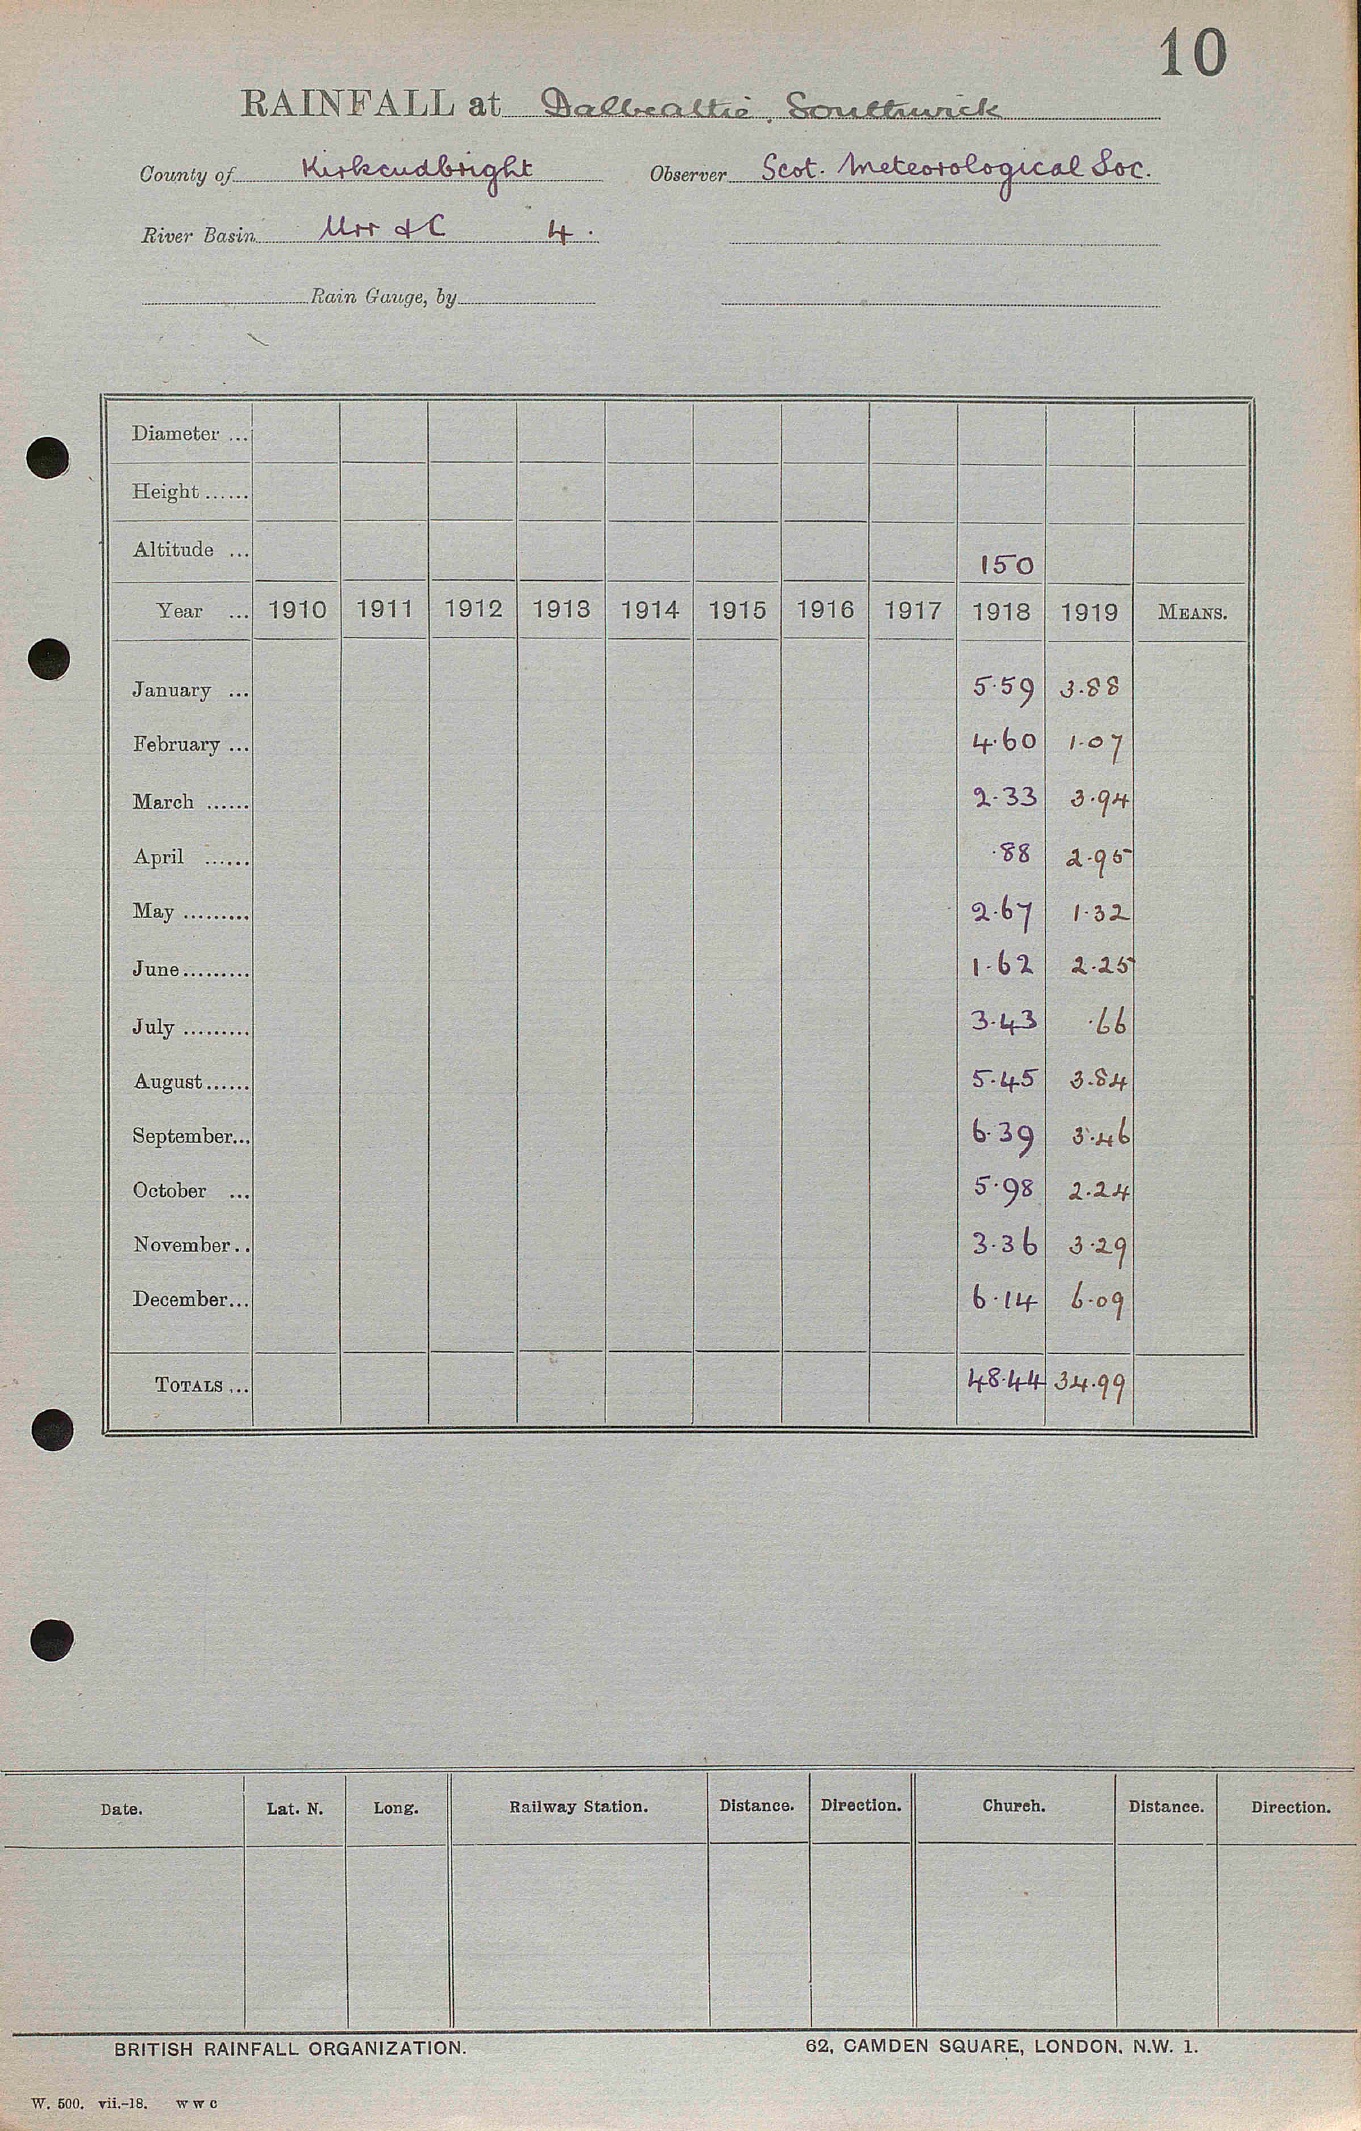 10
RAINFALL at Dalbeattie, Southwick
County of Kirkcudbright Observer Scot. Meteorological Soc.
River Basin Urr &C 4.
Rain Gauge, by
Diameter ...
Height ......
Altitude ... 150
Year ... 1910 1911 1912 1913 1914 1915 1916 1917 1918 1919 MEANS.
January ... 5.59 3.88
February ... 4.60 1.07
March ...... 2.33 3.94
April ...... .88 2.95
May ......... 2.67 1.32
June......... 1.62 2.25
July ......... 3.43 .66
August...... 5.45 3.84
September... 6.39 3.46
October ... 5.98 2.24
November.. 3.36 3.29
December... 6.14 6.09
TOTALS ... 48.44 34.99
Date. Lat. N. Long. Railway Station. Distance. Direction. Church. Distance. Direction.
BRITISH RAINFALL ORGANIZATION. 62, CAMDEN SQUARE, LONDON. N.W. 1.
W. 500. vii.-18. W W C